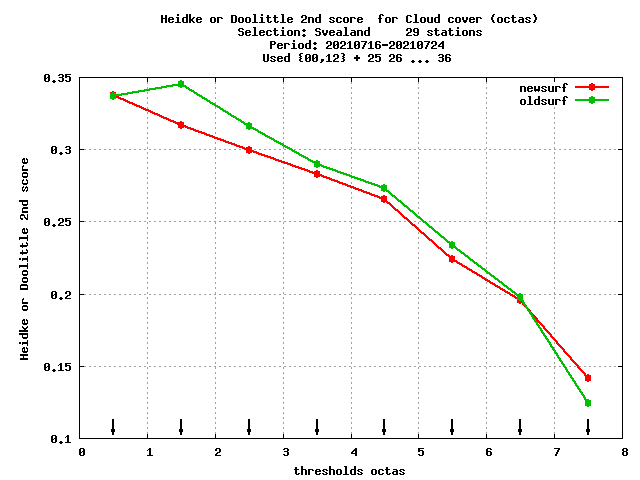 Heidke or Doolittle 2nd score  for Cloud cover (octas)
Selection: Svealand     29 stations
Period: 20210716-20210724
Used {00,12} + 25 26 ... 36
newsurf
oldsurf
Heidke or Doolittle 2nd score
0.35
0.3
0.25
0.2
0.15
0.1
0 1 2 3 4 5 6 7 8
thresholds octas